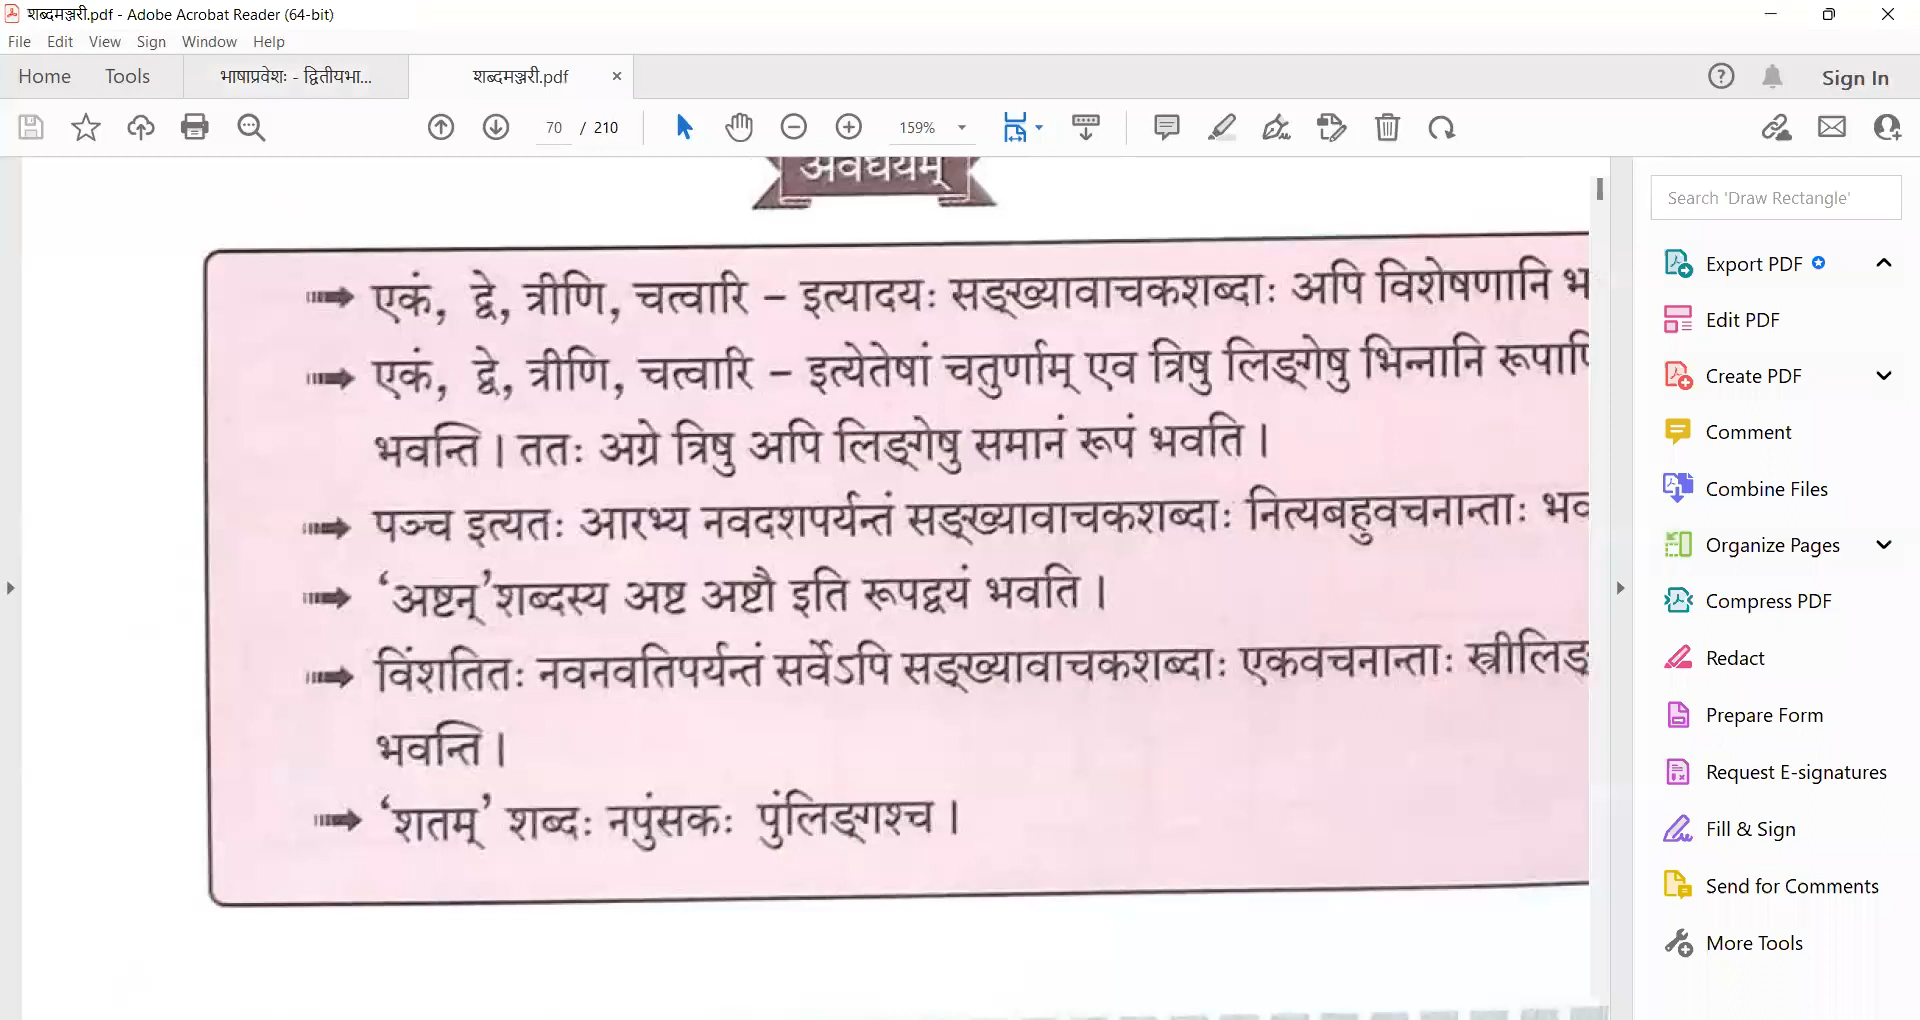 शब्दमञ्जरी.pdf - Adobe Acrobat Reader (64-bit)
File Edit View Sign Window Help
Home Tools भाषाप्रवेशः - द्वितीयभा... शब्दमञ्जरी.pdf × Sign In
70 / 210 159%
अवधेयम्
Search 'Draw Rectangle'
एकं, द्वे, त्रीणि, चत्वारि – इत्यादयः सङ्ख्यावाचकशब्दाः अपि विशेषणानि भ
एकं, द्वे, त्रीणि, चत्वारि – इत्येतेषां चतुर्णाम् एव त्रिषु लिङ्गेषु भिन्नानि रूपाणि
भवन्ति । ततः अग्रे त्रिषु अपि लिङ्गेषु समानं रूपं भवति ।
पञ्च इत्यतः आरभ्य नवदशपर्यन्तं सङ्ख्यावाचकशब्दाः नित्यबहुवचनान्ताः भव
‘अष्टन्’शब्दस्य अष्ट अष्टौ इति रूपद्वयं भवति ।
विंशतितः नवनवतिपर्यन्तं सर्वेऽपि सङ्ख्यावाचकशब्दाः एकवचनान्ताः स्त्रीलिङ्
भवन्ति ।
‘शतम्’ शब्दः नपुंसकः पुंलिङ्गश्च ।
Export PDF
Edit PDF
Create PDF
Comment
Combine Files
Organize Pages
Compress PDF
Redact
Prepare Form
Request E-signatures
Fill & Sign
Send for Comments
More Tools